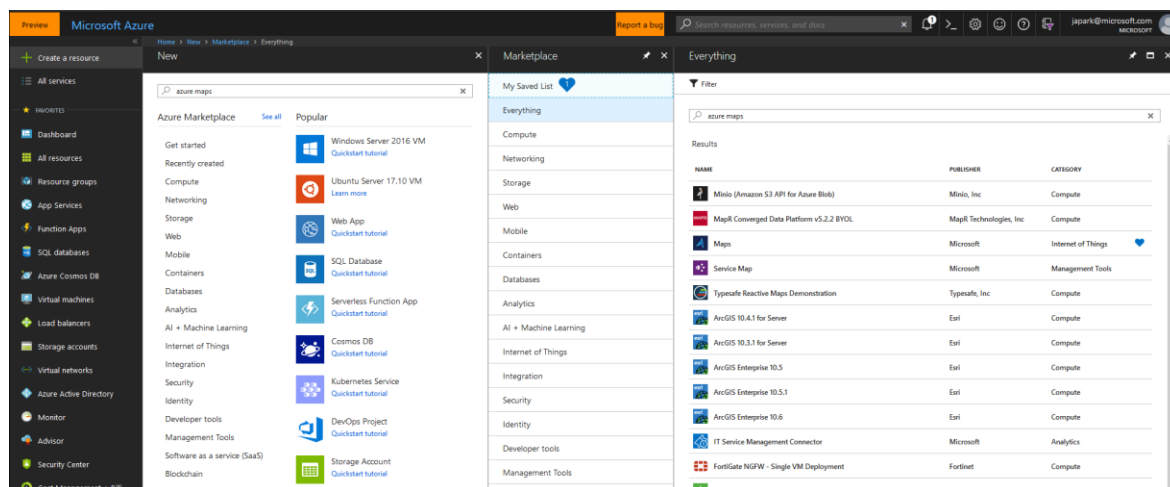 Preview
Microsoft Azure
Report a bug
Search resources, services, and docs
1
japark@microsoft.com
MICROSOFT
Home > New > Marketplace > Everything
Create a resource
All services
FAVORITES
Dashboard
All resources
Resource groups
App Services
Function Apps
SQL databases
Azure Cosmos DB
Virtual machines
Load balancers
Storage accounts
Virtual networks
Azure Active Directory
Monitor
Advisor
Security Center
New
azure maps
Azure Marketplace See all
Get started
Recently created
Compute
Networking
Storage
Web
Mobile
Containers
Databases
Analytics
AI + Machine Learning
Internet of Things
Integration
Security
Identity
Developer tools
Management Tools
Software as a service (SaaS)
Blockchain
Popular
Windows Server 2016 VM
Quickstart tutorial
Ubuntu Server 17.10 VM
Learn more
Web App
Quickstart tutorial
SQL Database
Quickstart tutorial
Serverless Function App
Quickstart tutorial
Cosmos DB
Quickstart tutorial
Kubernetes Service
Quickstart tutorial
DevOps Project
Quickstart tutorial
Storage Account
Quickstart tutorial
Marketplace
My Saved List 1
Everything
Compute
Networking
Storage
Web
Mobile
Containers
Databases
Analytics
AI + Machine Learning
Internet of Things
Integration
Security
Identity
Developer tools
Management Tools
Everything
Filter
azure maps
Results
NAME PUBLISHER CATEGORY
Minio (Amazon S3 API for Azure Blob) Minio, Inc Compute
MapR Converged Data Platform v5.2.2 BYOL MapR Technologies, Inc Compute
Maps Microsoft Internet of Things
Service Map Microsoft Management Tools
Typesafe Reactive Maps Demonstration Typesafe, Inc Compute
ArcGIS 10.4.1 for Server Esri Compute
ArcGIS 10.3.1 for Server Esri Compute
ArcGIS Enterprise 10.5 Esri Compute
ArcGIS Enterprise 10.5.1 Esri Compute
ArcGIS Enterprise 10.6 Esri Compute
IT Service Management Connector Microsoft Analytics
FortiGate NGFW - Single VM Deployment Fortinet Compute